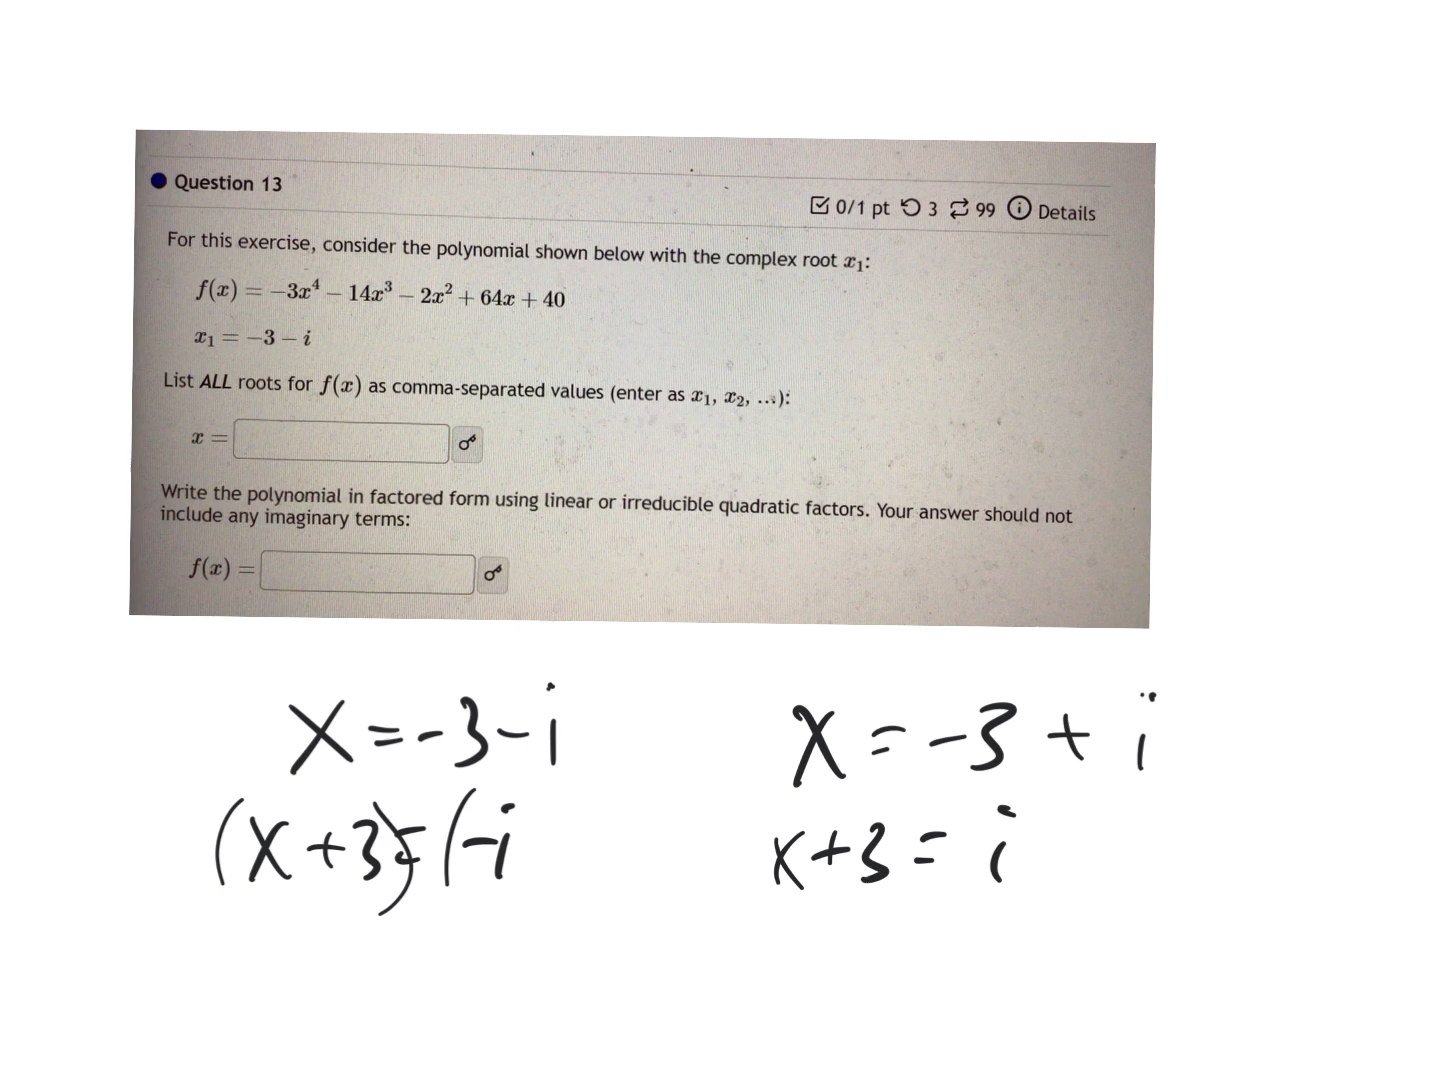 Question 13
0/1 pt 3 99 Details
For this exercise, consider the polynomial shown below with the complex root x₁:
f(x) = −3x⁴ − 14x³ − 2x² + 64x + 40
x₁ = −3 − i
List ALL roots for f(x) as comma-separated values (enter as x₁, x₂, ...):
x =
Write the polynomial in factored form using linear or irreducible quadratic factors. Your answer should not
include any imaginary terms:
f(x) =
x = -3 - i
x = -3 + i
(x + 3) = (-i
x + 3 = i